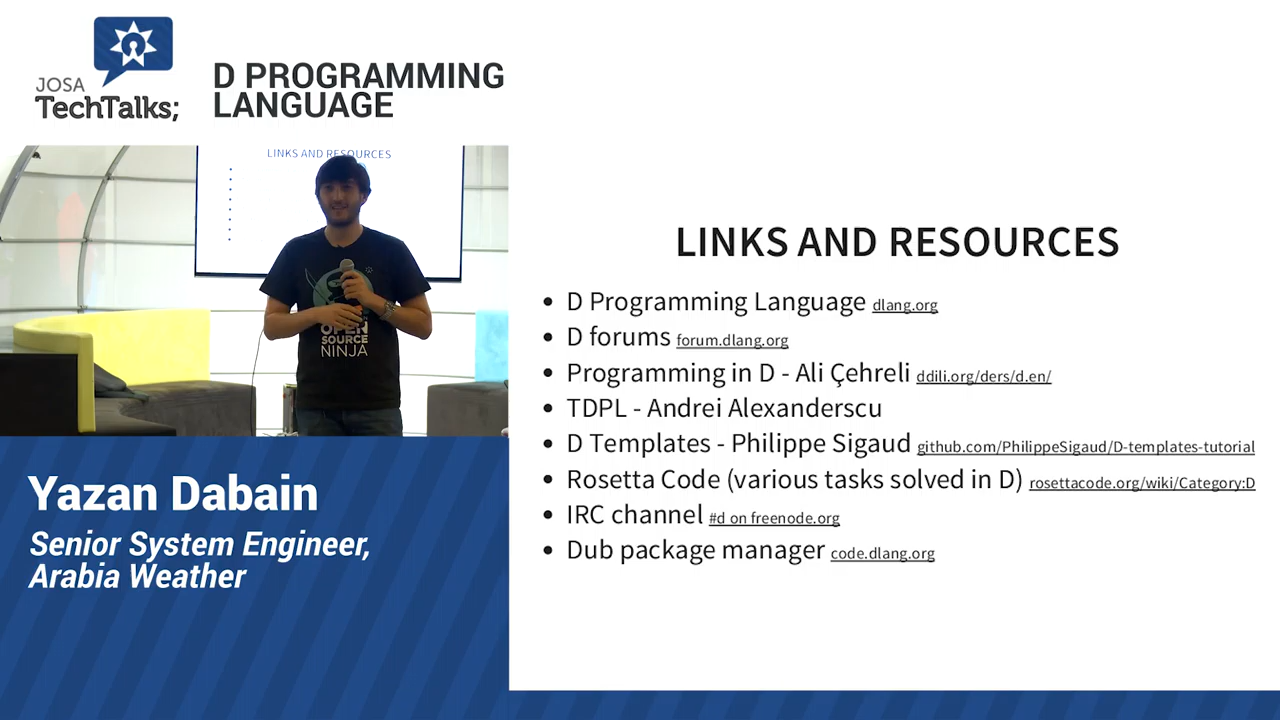 JOSA
TechTalks;
D PROGRAMMING
LANGUAGE
LINKS AND RESOURCES
OPEN
SOURCE
NINJA
Yazan Dabain
Senior System Engineer,
Arabia Weather
LINKS AND RESOURCES
• D Programming Language dlang.org
• D forums forum.dlang.org
• Programming in D - Ali Çehreli ddili.org/ders/d.en/
• TDPL - Andrei Alexanderscu
• D Templates - Philippe Sigaud github.com/PhilippeSigaud/D-templates-tutorial
• Rosetta Code (various tasks solved in D) rosettacode.org/wiki/Category:D
• IRC channel #d on freenode.org
• Dub package manager code.dlang.org